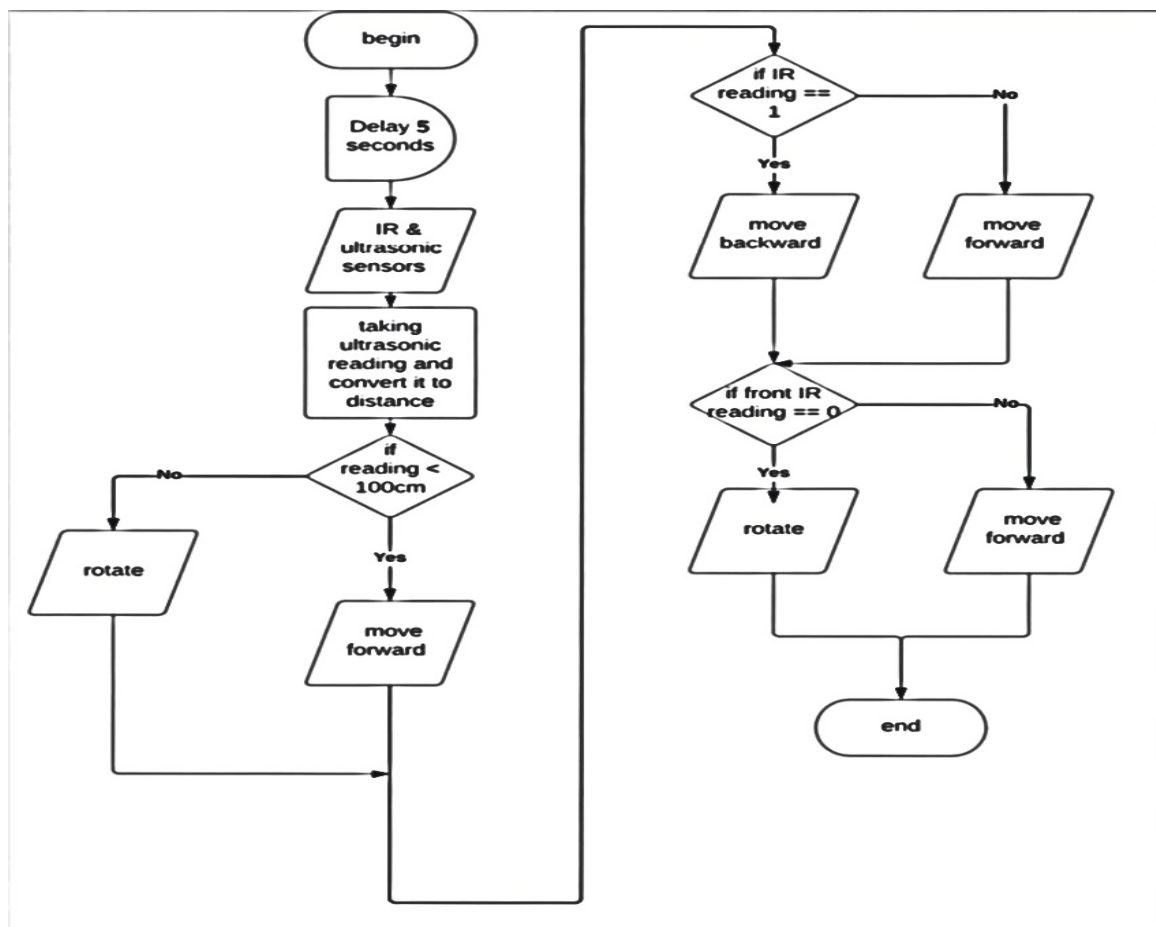 begin
Delay 5
seconds
IR &
ultrasonic
sensors
taking
ultrasonic
reading and
convert it to
distance
if
reading <
100cm
No
Yes
rotate
move
forward
if IR
reading ==
1
No
Yes
move
backward
move
forward
if front IR
reading == 0
No
Yes
rotate
move
forward
end